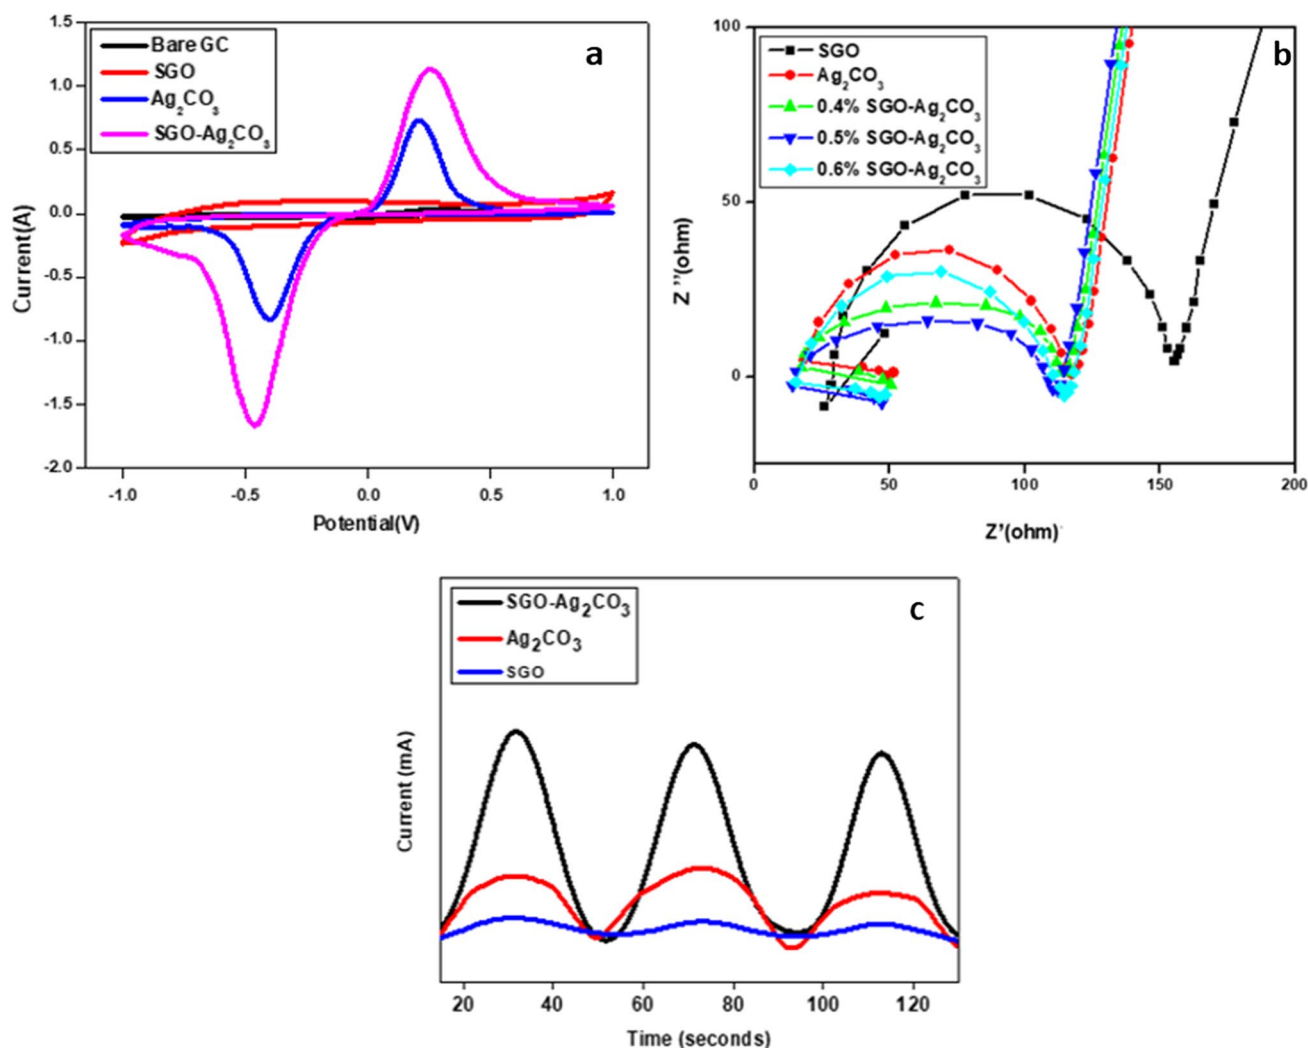 a
Bare GC
SGO
Ag₂CO₃
SGO-Ag₂CO₃
1.5
1.0
0.5
0.0
-0.5
-1.0
-1.5
-2.0
Current(A)
-1.0 -0.5 0.0 0.5 1.0
Potential(V)
b
SGO
Ag₂CO₃
0.4% SGO-Ag₂CO₃
0.5% SGO-Ag₂CO₃
0.6% SGO-Ag₂CO₃
100
50
0
Z''(ohm)
0 50 100 150 200
Z'(ohm)
c
SGO-Ag₂CO₃
Ag₂CO₃
SGO
Current (mA)
20 40 60 80 100 120
Time (seconds)